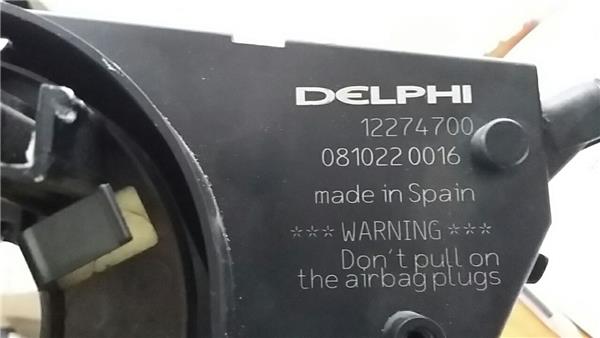 DELPHI
12274700
081022 0016
made in Spain
*** WARNING ***
Don't pull on
the airbag plugs